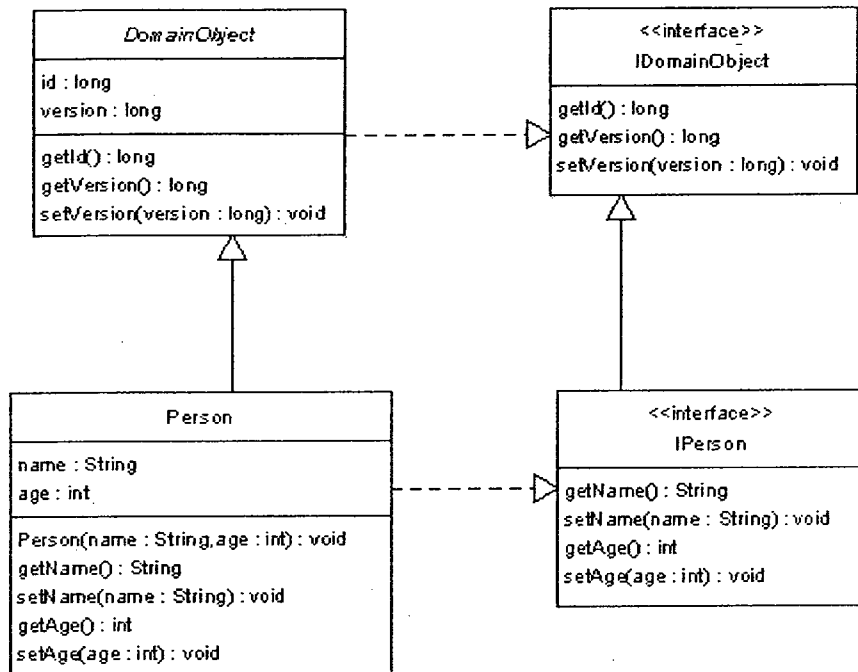 DomainObject
id : long
version : long
getId() : long
getVersion() : long
setVersion(version : long) : void
<<interface>>
IDomainObject
getId() : long
getVersion() : long
setVersion(version : long) : void
Person
name : String
age : int
Person(name : String,age : int) : void
getName() : String
setName(name : String) : void
getAge() : int
setAge(age : int) : void
<<interface>>
IPerson
getName() : String
setName(name : String) : void
getAge() : int
setAge(age : int) : void